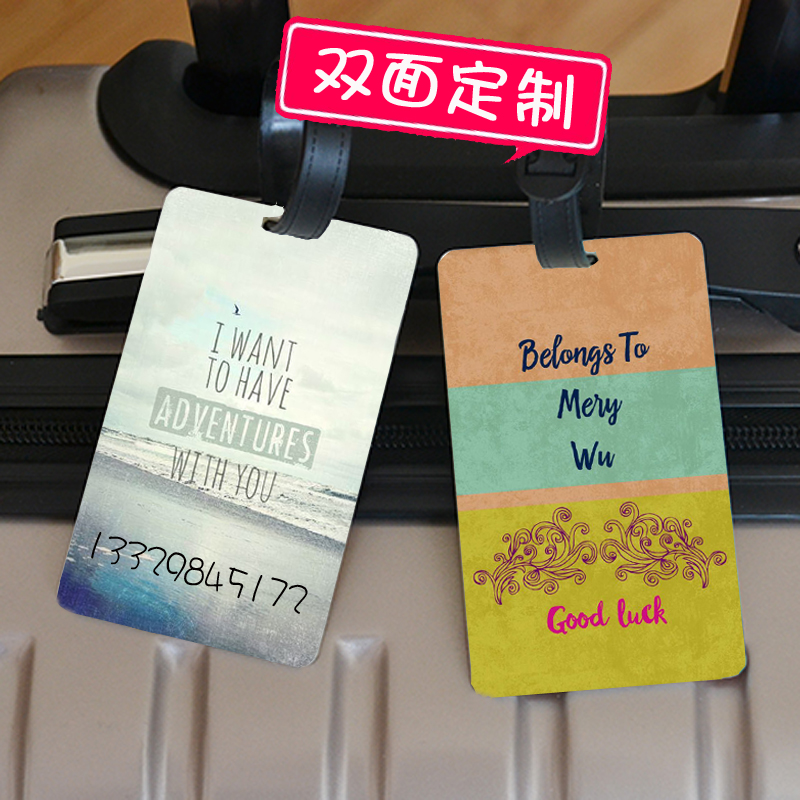 双面定制
I WANT
TO HAVE
ADVENTURES
WITH YOU
13329845172
Belongs To
Mery
Wu
Good luck